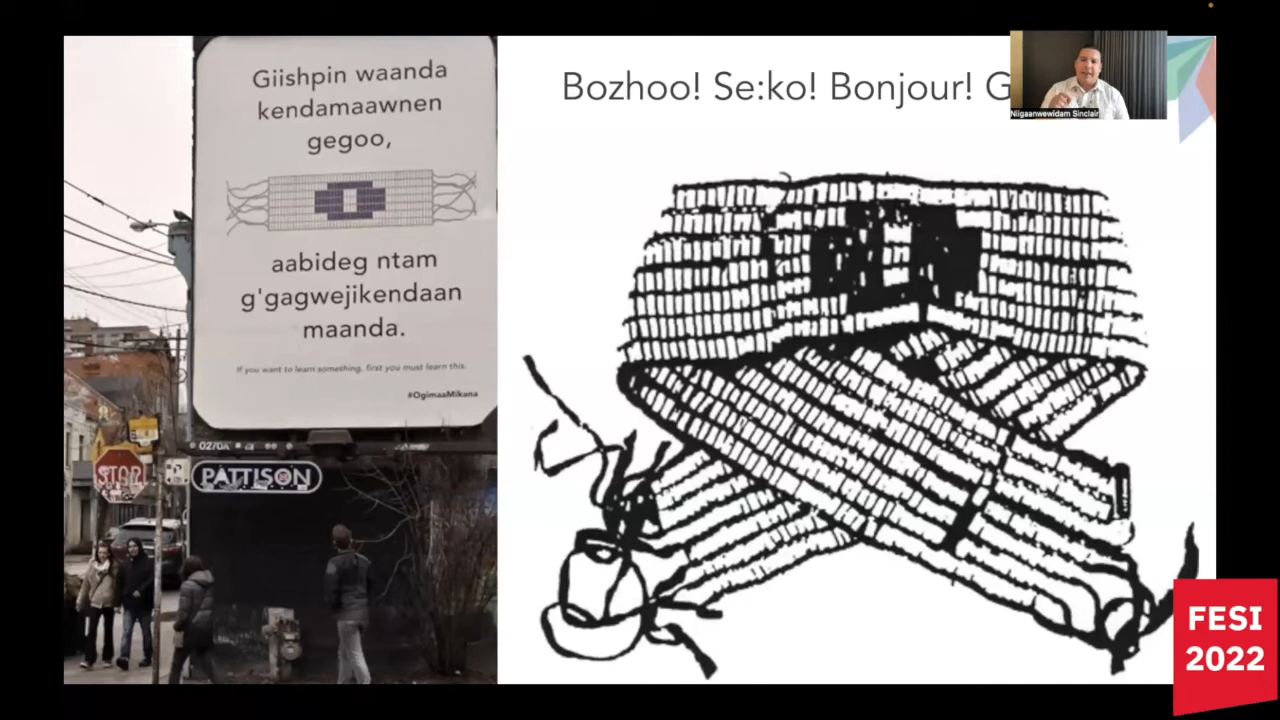 Giishpin waanda
kendamaawnen
gegoo,
aabideg ntam
g'gagwejikendaan
maanda.
If you want to learn something, first you must learn this.
#OgimaaMikana
PATTISON
STOP
Bozhoo! Se:ko! Bonjour! G
Niigaanwewidam Sinclair
FESI
2022